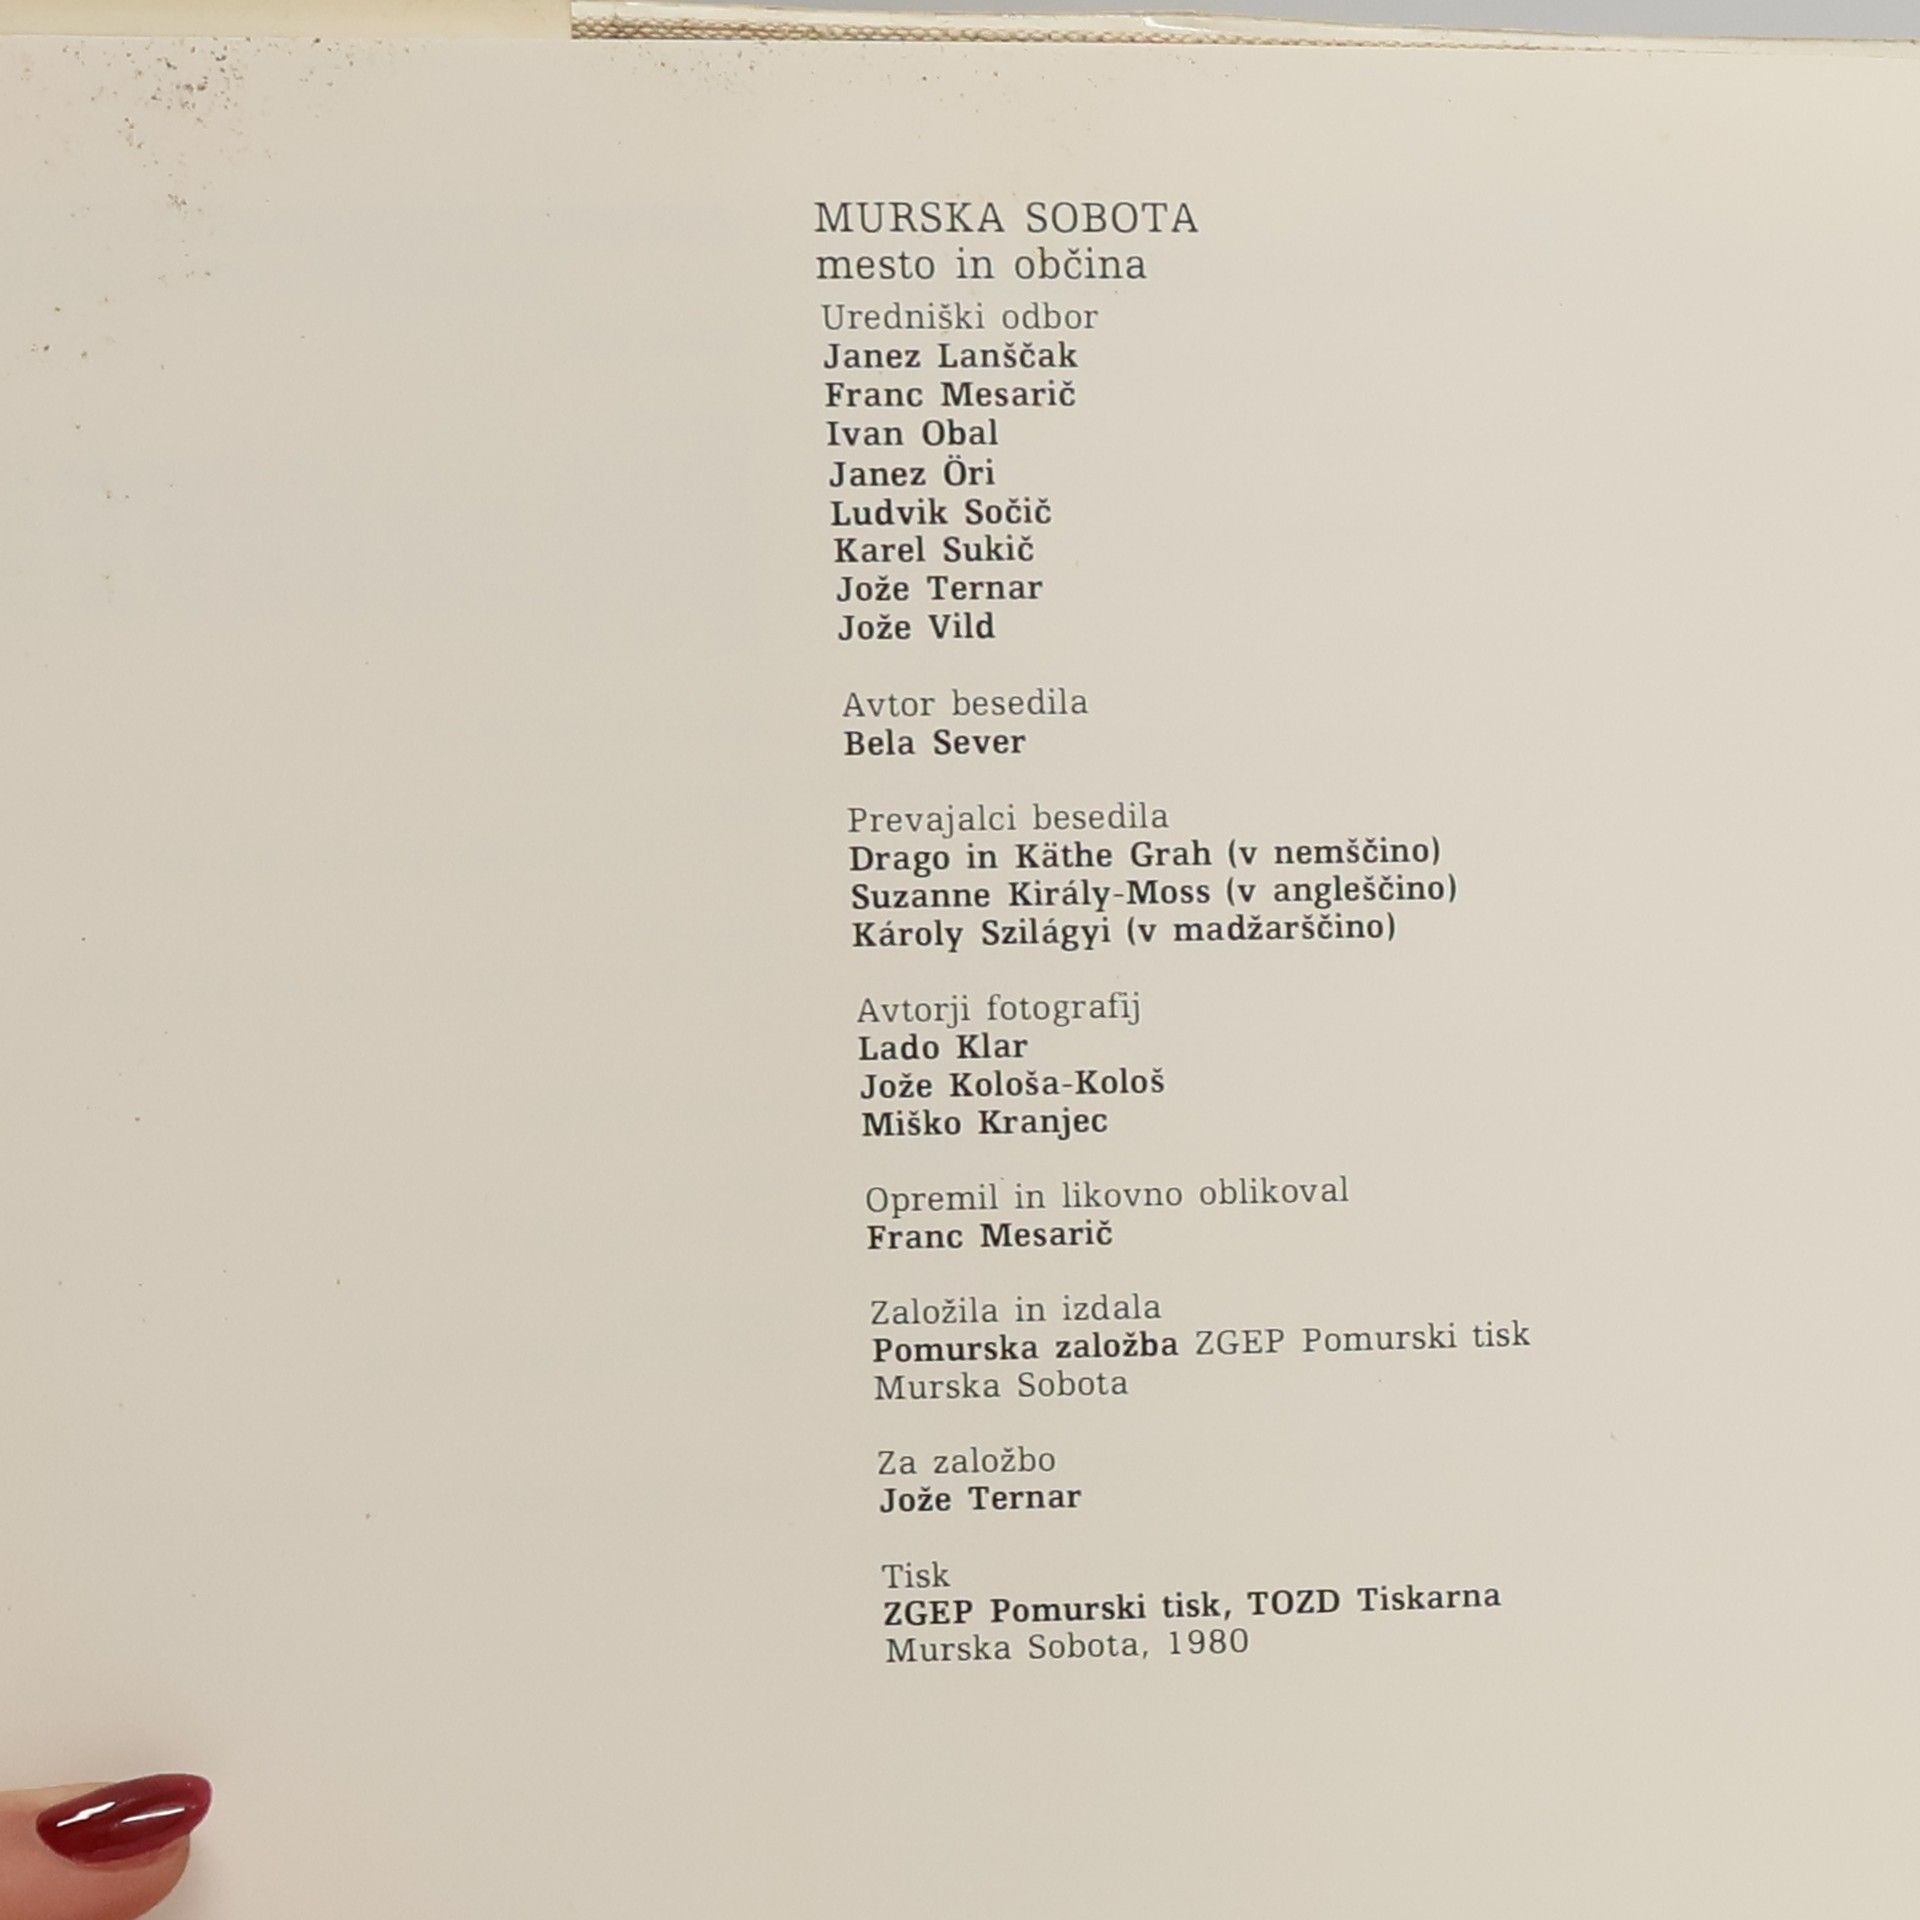 MURSKA SOBOTA
mesto in občina
Uredniški odbor
Janez Lanščak
Franc Mesarič
Ivan Obal
Janez Öri
Ludvik Sočič
Karel Sukič
Jože Ternar
Jože Vild
Avtor besedila
Bela Sever
Prevajalci besedila
Drago in Käthe Grah (v nemščino)
Suzanne Király-Moss (v angleščino)
Károly Szilágyi (v madžarščino)
Avtorji fotografij
Lado Klar
Jože Kološa-Kološ
Miško Kranjec
Opremil in likovno oblikoval
Franc Mesarič
Založila in izdala
Pomurska založba ZGEP Pomurski tisk
Murska Sobota
Za založbo
Jože Ternar
Tisk
ZGEP Pomurski tisk, TOZD Tiskarna
Murska Sobota, 1980